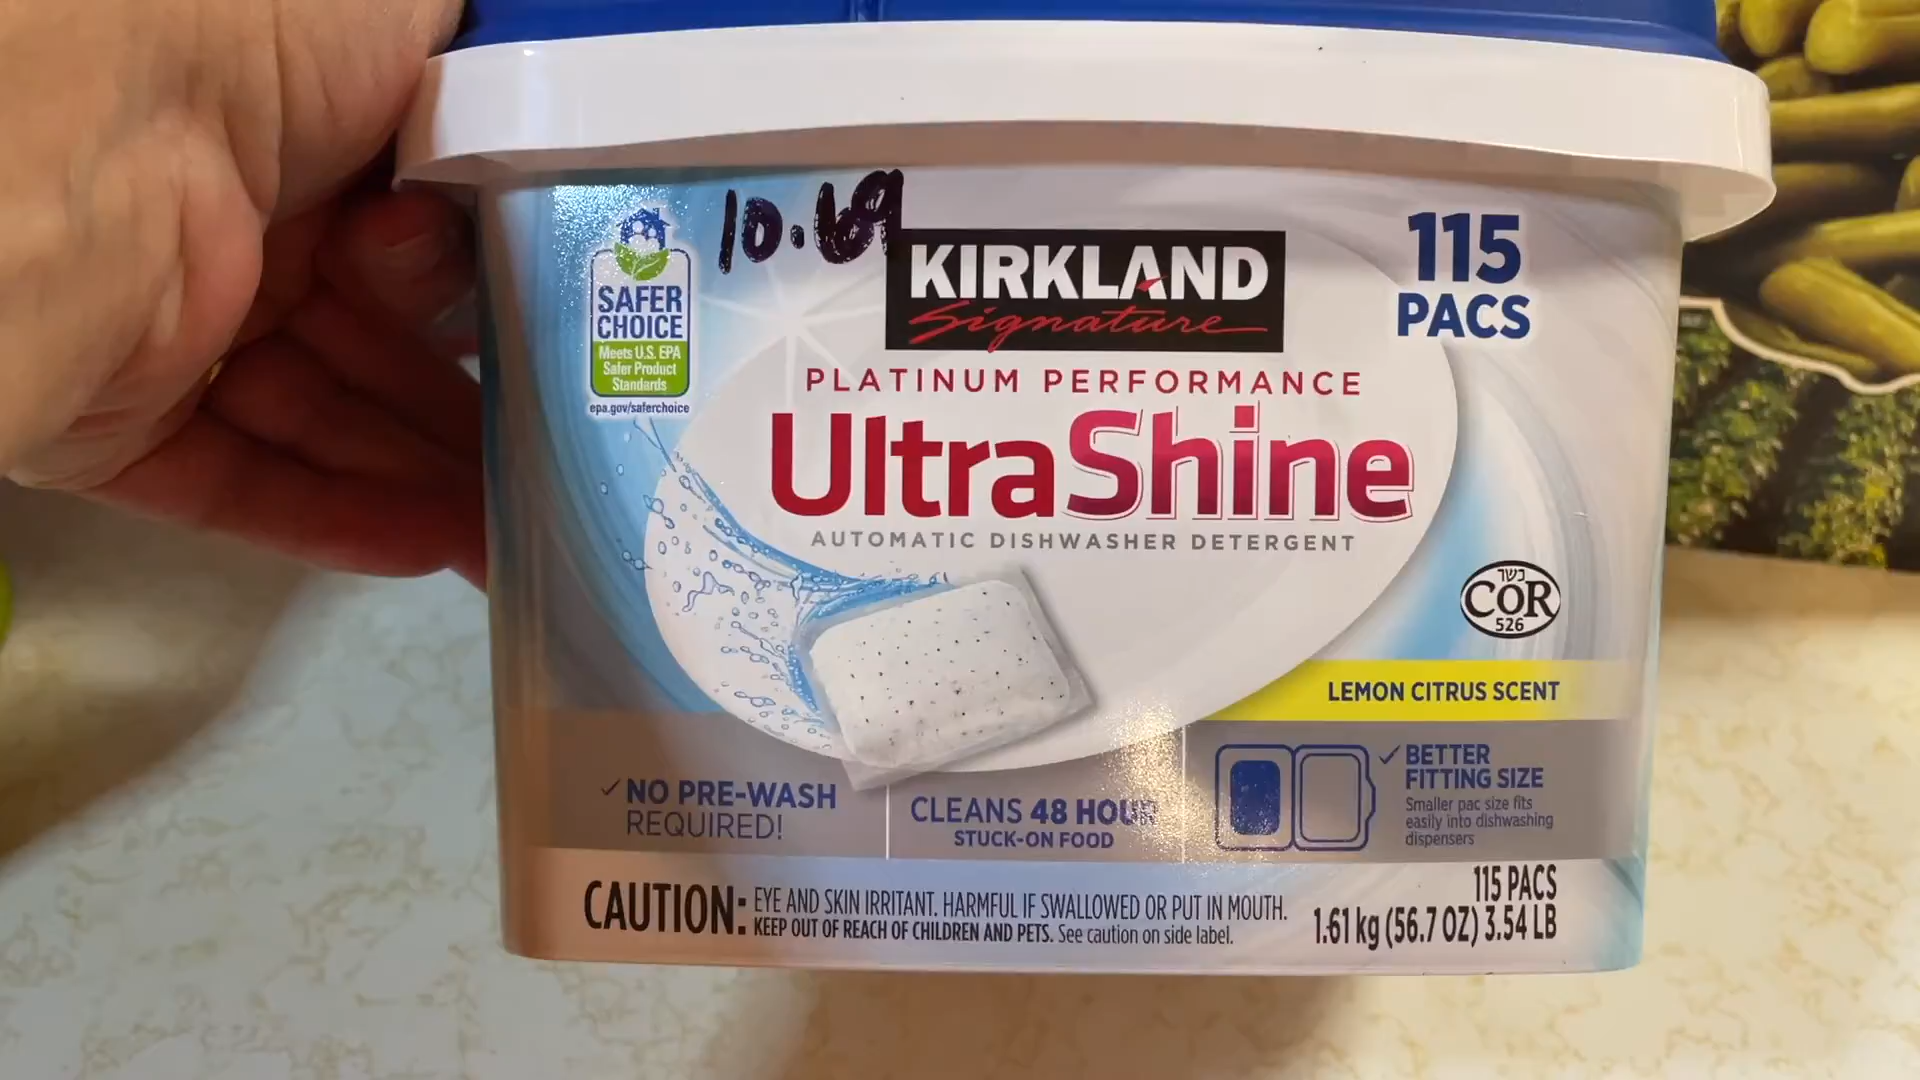 10.69
SAFER
CHOICE
Meets U.S. EPA
Safer Product
Standards
epa.gov/saferchoice
KIRKLAND
Signature
115
PACS
PLATINUM PERFORMANCE
UltraShine
AUTOMATIC DISHWASHER DETERGENT
כשר
COR
526
LEMON CITRUS SCENT
✓ NO PRE-WASH
REQUIRED!
CLEANS 48 HOUR
STUCK-ON FOOD
✓ BETTER
FITTING SIZE
Smaller pac size fits
easily into dishwashing
dispensers
CAUTION: EYE AND SKIN IRRITANT. HARMFUL IF SWALLOWED OR PUT IN MOUTH.
KEEP OUT OF REACH OF CHILDREN AND PETS. See caution on side label.
115 PACS
1.61 kg (56.7 OZ) 3.54 LB